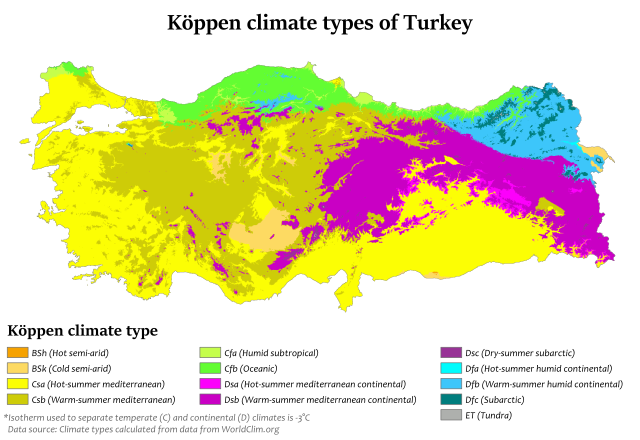 Köppen climate types of Turkey
Köppen climate type
BSh (Hot semi-arid)
BSk (Cold semi-arid)
Csa (Hot-summer mediterranean)
Csb (Warm-summer mediterranean)
Cfa (Humid subtropical)
Cfb (Oceanic)
Dsa (Hot-summer mediterranean continental)
Dsb (Warm-summer mediterranean continental)
Dsc (Dry-summer subarctic)
Dfa (Hot-summer humid continental)
Dfb (Warm-summer humid continental)
Dfc (Subarctic)
ET (Tundra)
*Isotherm used to separate temperate (C) and continental (D) climates is -3°C
Data source: Climate types calculated from data from WorldClim.org